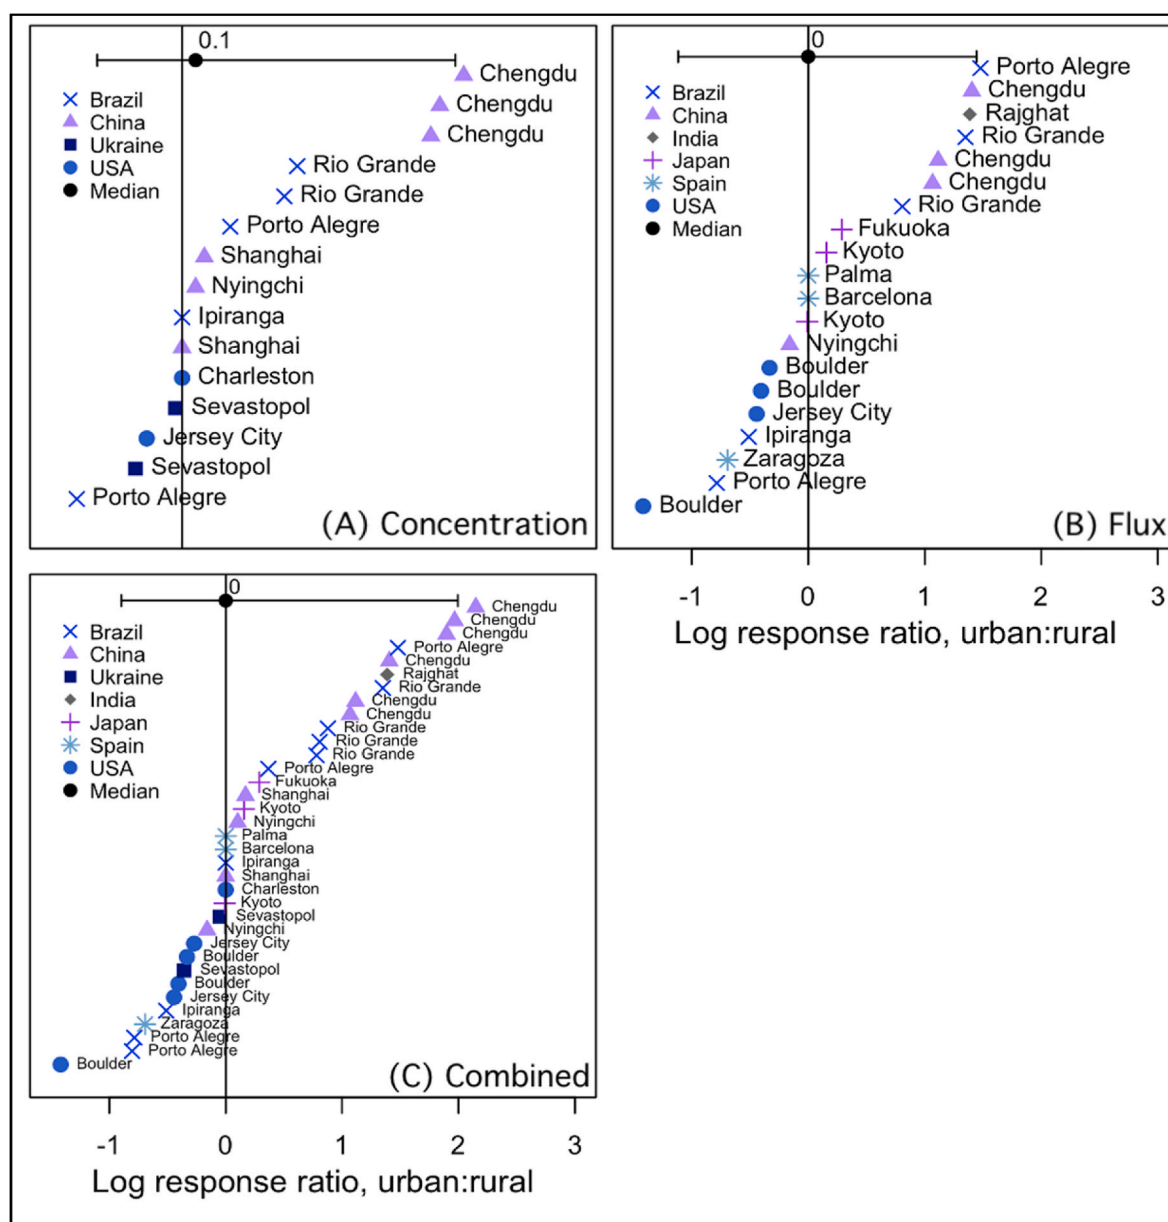 0.1
Brazil
China
Ukraine
USA
Median
Chengdu
Chengdu
Chengdu
Rio Grande
Rio Grande
Porto Alegre
Shanghai
Nyingchi
Ipiranga
Shanghai
Charleston
Sevastopol
Jersey City
Sevastopol
Porto Alegre
(A) Concentration
0
Brazil
China
India
Japan
Spain
USA
Median
Porto Alegre
Chengdu
Rajghat
Rio Grande
Chengdu
Chengdu
Rio Grande
Fukuoka
Kyoto
Palma
Barcelona
Kyoto
Nyingchi
Boulder
Boulder
Jersey City
Ipiranga
Zaragoza
Porto Alegre
Boulder
(B) Flux
-1 0 1 2 3
Log response ratio, urban:rural
0
Brazil
China
Ukraine
India
Japan
Spain
USA
Median
Chengdu
Chengdu
Chengdu
Porto Alegre
Chengdu
Rajghat
Rio Grande
Chengdu
Chengdu
Rio Grande
Rio Grande
Rio Grande
Porto Alegre
Fukuoka
Shanghai
Kyoto
Nyingchi
Palma
Barcelona
Ipiranga
Shanghai
Charleston
Kyoto
Sevastopol
Nyingchi
Jersey City
Boulder
Sevastopol
Boulder
Jersey City
Ipiranga
Zaragoza
Porto Alegre
Porto Alegre
Boulder
(C) Combined
-1 0 1 2 3
Log response ratio, urban:rural